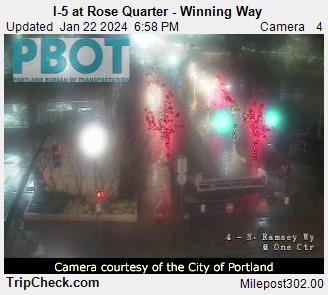 I-5 at Rose Quarter - Winning Way
Updated Jan 22 2024 6:58 PM Camera 4
PBOT
PORTLAND BUREAU OF TRANSPORTATION
4 - N. Ramsey Wy
@ One Ctr
Camera courtesy of the City of Portland
TripCheck.com Milepost302.00